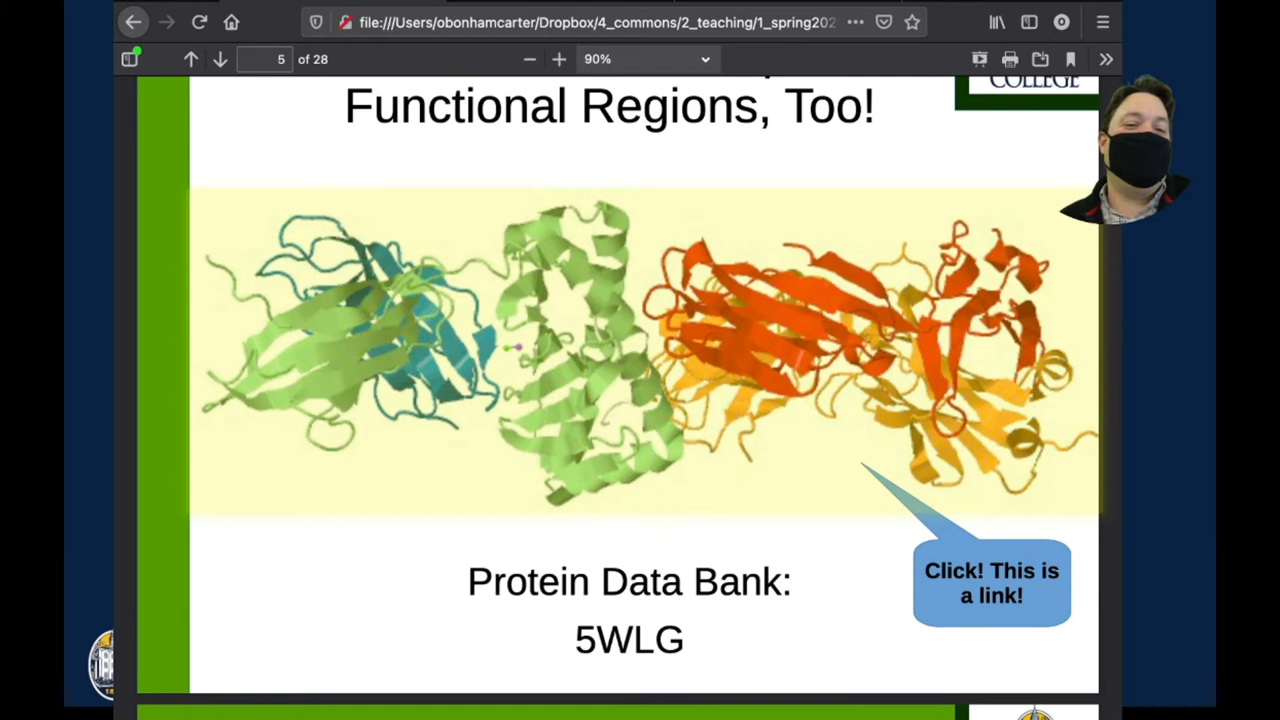 file:///Users/obonhamcarter/Dropbox/4_commons/2_teaching/1_spring202
5 of 28
90%
COLLEGE
Functional Regions, Too!
Click! This is
a link!
Protein Data Bank:
5WLG